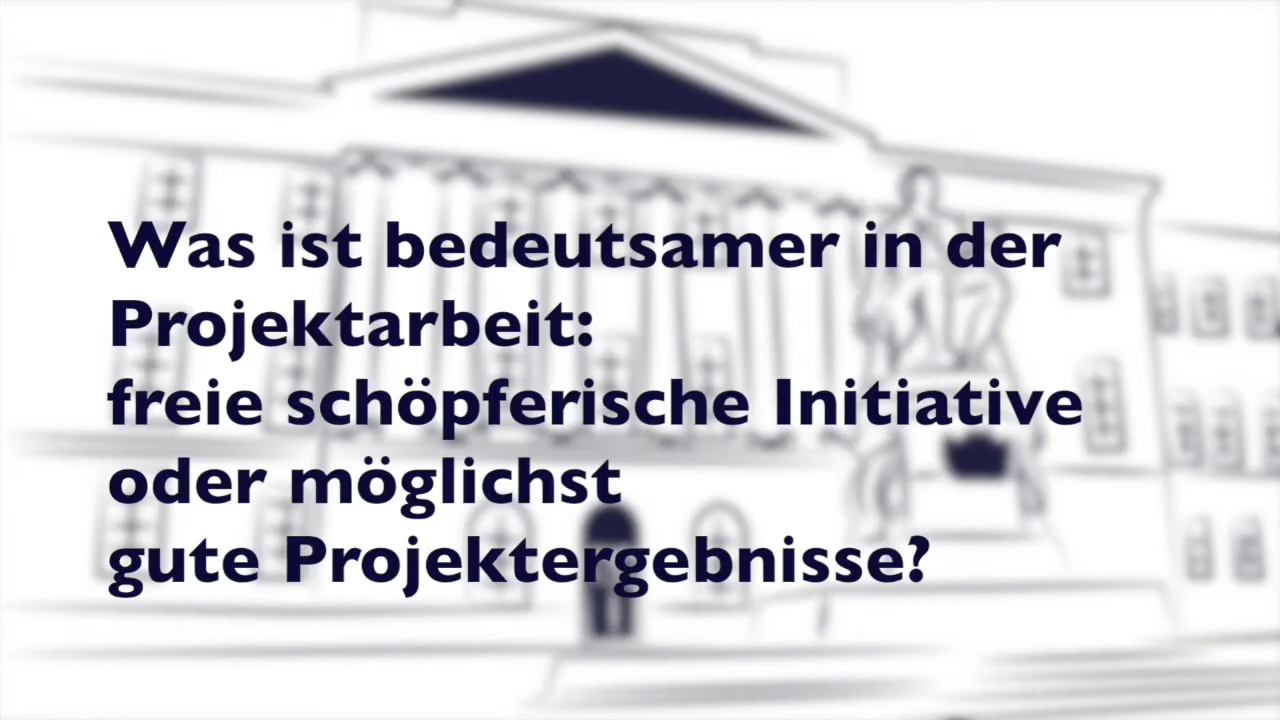 Was ist bedeutsamer in der
Projektarbeit:
freie schöpferische Initiative
oder möglichst
gute Projektergebnisse?